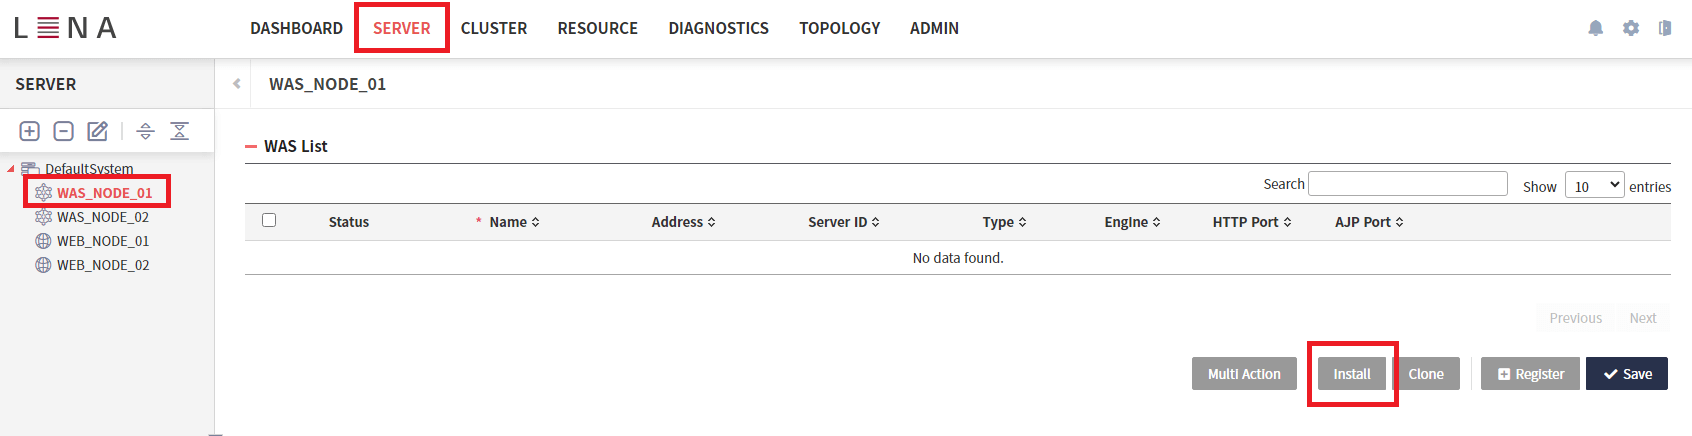 LENA DASHBOARD SERVER CLUSTER RESOURCE DIAGNOSTICS TOPOLOGY ADMIN
SERVER
WAS_NODE_01
DefaultSystem
WAS_NODE_01
WAS_NODE_02
WEB_NODE_01
WEB_NODE_02
WAS List
Search Show 10 entries
Status * Name Address Server ID Type Engine HTTP Port AJP Port
No data found.
Previous Next
Multi Action Install Clone Register Save